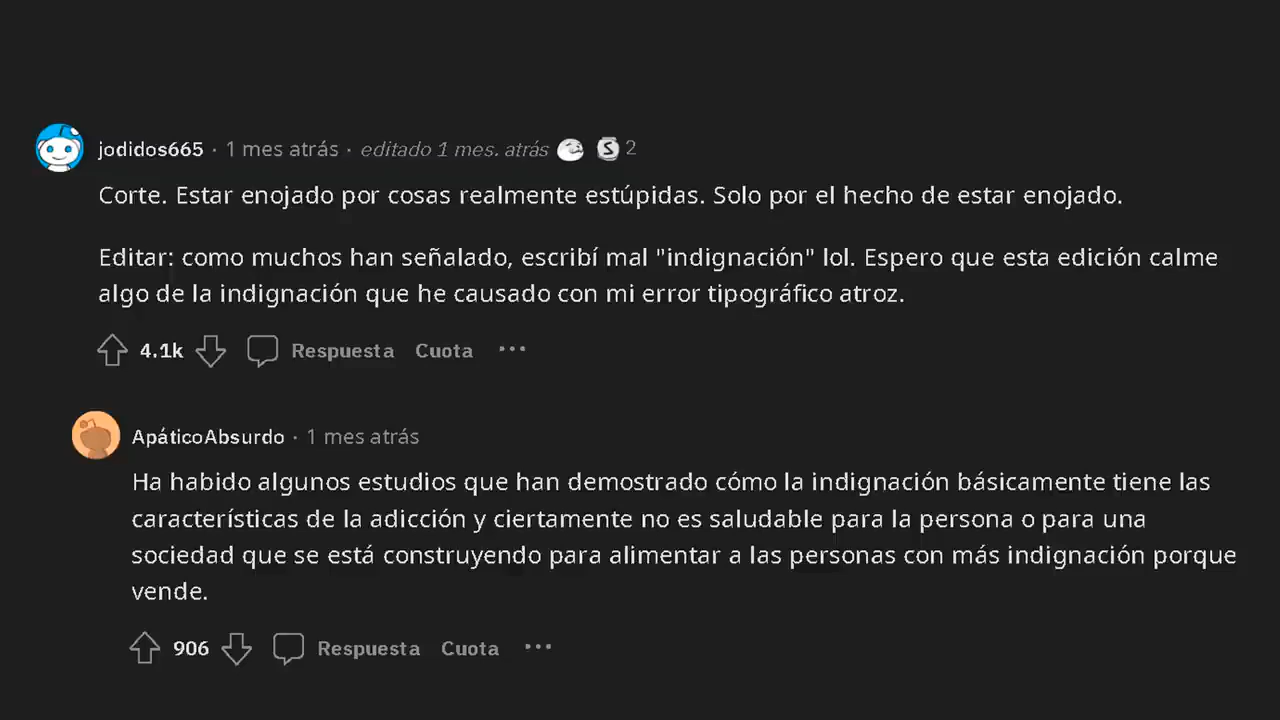 jodidos665 · 1 mes atrás · editado 1 mes. atrás S 2
Corte. Estar enojado por cosas realmente estúpidas. Solo por el hecho de estar enojado.
Editar: como muchos han señalado, escribí mal "indignación" lol. Espero que esta edición calme
algo de la indignación que he causado con mi error tipográfico atroz.
4.1k Respuesta Cuota ···
ApáticoAbsurdo · 1 mes atrás
Ha habido algunos estudios que han demostrado cómo la indignación básicamente tiene las
características de la adicción y ciertamente no es saludable para la persona o para una
sociedad que se está construyendo para alimentar a las personas con más indignación porque
vende.
906 Respuesta Cuota ···